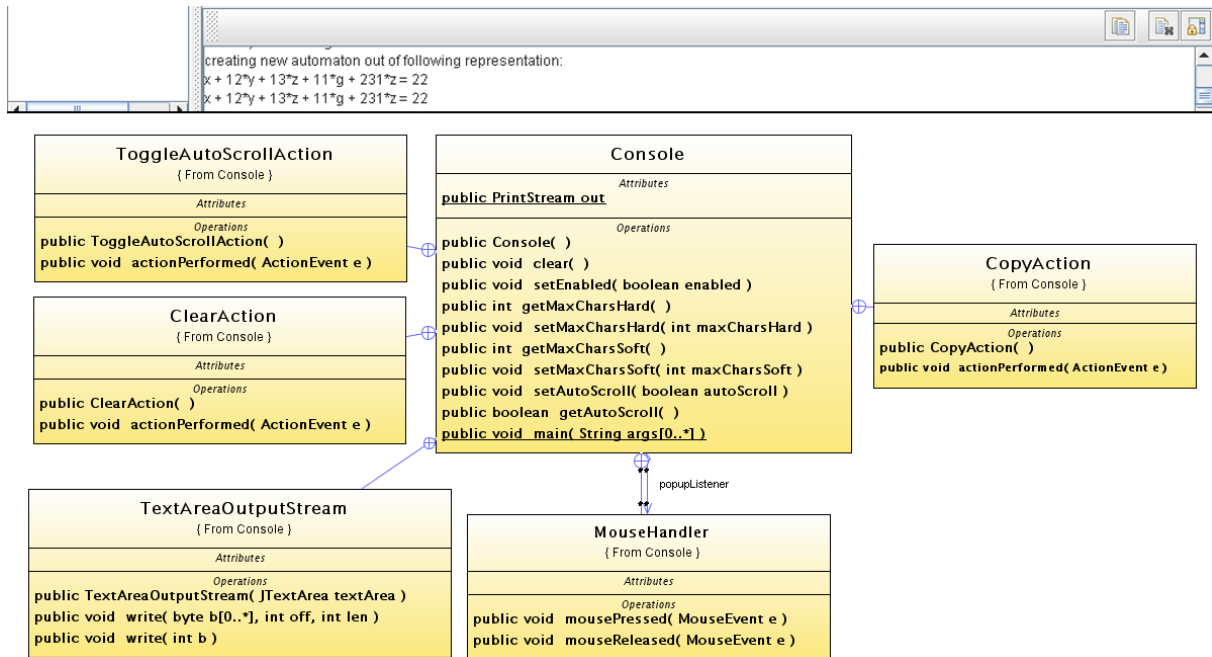 creating new automaton out of following representation:
x + 12*y + 13*z + 11*g + 231*z = 22
x + 12*y + 13*z + 11*g + 231*z = 22
ToggleAutoScrollAction
{ From Console }
Attributes
Operations
public ToggleAutoScrollAction( )
public void actionPerformed( ActionEvent e )
Console
Attributes
public PrintStream out
Operations
public Console( )
public void clear( )
public void setEnabled( boolean enabled )
public int getMaxCharsHard( )
public void setMaxCharsHard( int maxCharsHard )
public int getMaxCharsSoft( )
public void setMaxCharsSoft( int maxCharsSoft )
public void setAutoScroll( boolean autoScroll )
public boolean getAutoScroll( )
public void main( String args[0..*] )
CopyAction
{ From Console }
Attributes
Operations
public CopyAction( )
public void actionPerformed( ActionEvent e )
ClearAction
{ From Console }
Attributes
Operations
public ClearAction( )
public void actionPerformed( ActionEvent e )
popupListener
TextAreaOutputStream
{ From Console }
Attributes
Operations
public TextAreaOutputStream( JTextArea textArea )
public void write( byte b[0..*], int off, int len )
public void write( int b )
MouseHandler
{ From Console }
Attributes
Operations
public void mousePressed( MouseEvent e )
public void mouseReleased( MouseEvent e )